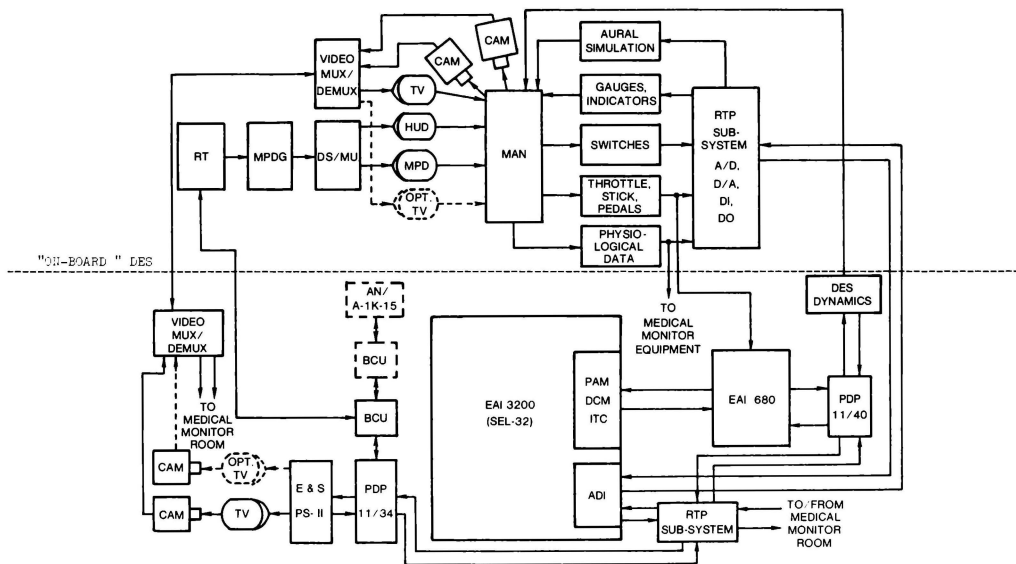 CAM
CAM
VIDEO
MUX/
DEMUX
TV
HUD
MPD
OPT.
TV
RT
MPDG
DS/MU
MAN
AURAL
SIMULATION
GAUGES,
INDICATORS
SWITCHES
THROTTLE,
STICK,
PEDALS
PHYSIO-
LOGICAL
DATA
RTP
SUB-
SYSTEM
A/D,
D/A,
DI,
DO
"ON-BOARD " DES
VIDEO
MUX/
DEMUX
TO
MEDICAL
MONITOR
ROOM
AN/
A-1K-15
BCU
BCU
CAM
OPT.
TV
CAM
TV
E & S
PS-II
PDP
11/34
EAI 3200
(SEL-32)
PAM
DCM
ITC
ADI
TO
MEDICAL
MONITOR
EQUIPMENT
EAI 680
DES
DYNAMICS
PDP
11/40
RTP
SUB-SYSTEM
TO/FROM
MEDICAL
MONITOR
ROOM